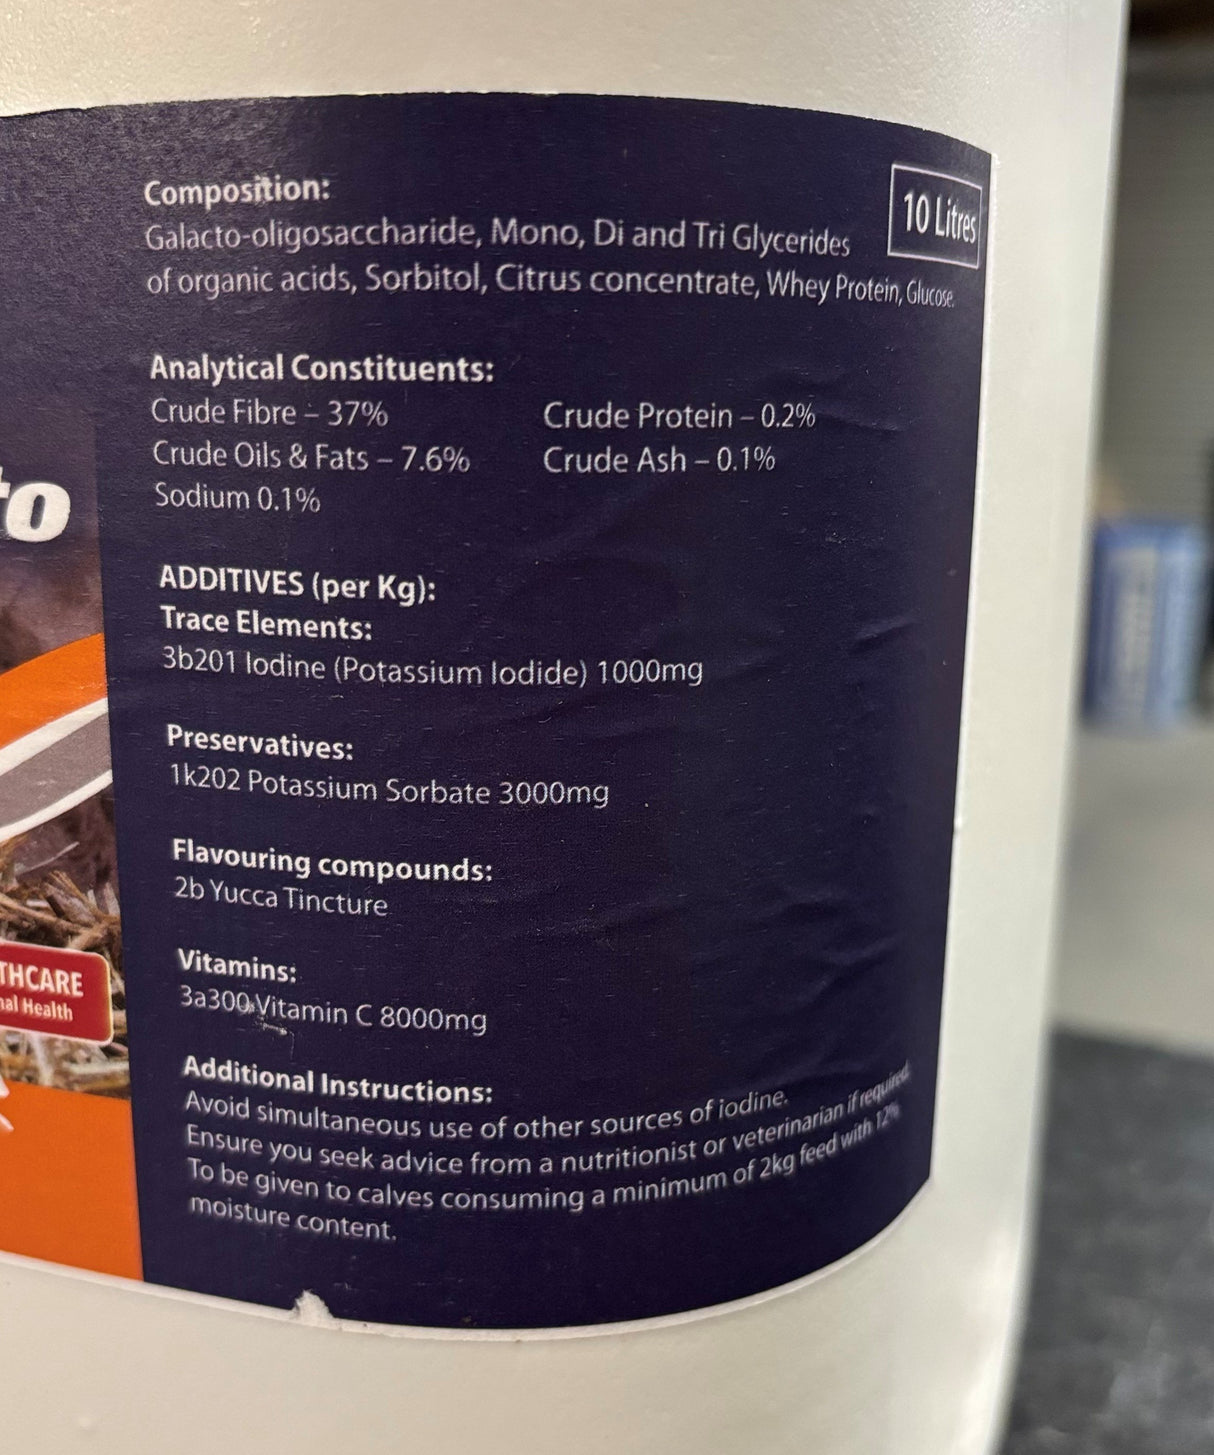 Composition:
Galacto-oligosaccharide, Mono, Di and Tri Glycerides
of organic acids, Sorbitol, Citrus concentrate, Whey Protein, Glucose.
10 Litres
Analytical Constituents:
Crude Fibre – 37%
Crude Protein – 0.2%
Crude Oils & Fats – 7.6%
Crude Ash – 0.1%
Sodium 0.1%
to
ADDITIVES (per Kg):
Trace Elements:
3b201 Iodine (Potassium Iodide) 1000mg
Preservatives:
1k202 Potassium Sorbate 3000mg
Flavouring compounds:
2b Yucca Tincture
Vitamins:
3a300 Vitamin C 8000mg
THCARE
nal Health
Additional Instructions:
Avoid simultaneous use of other sources of iodine.
Ensure you seek advice from a nutritionist or veterinarian if required.
To be given to calves consuming a minimum of 2kg feed with 12%
moisture content.